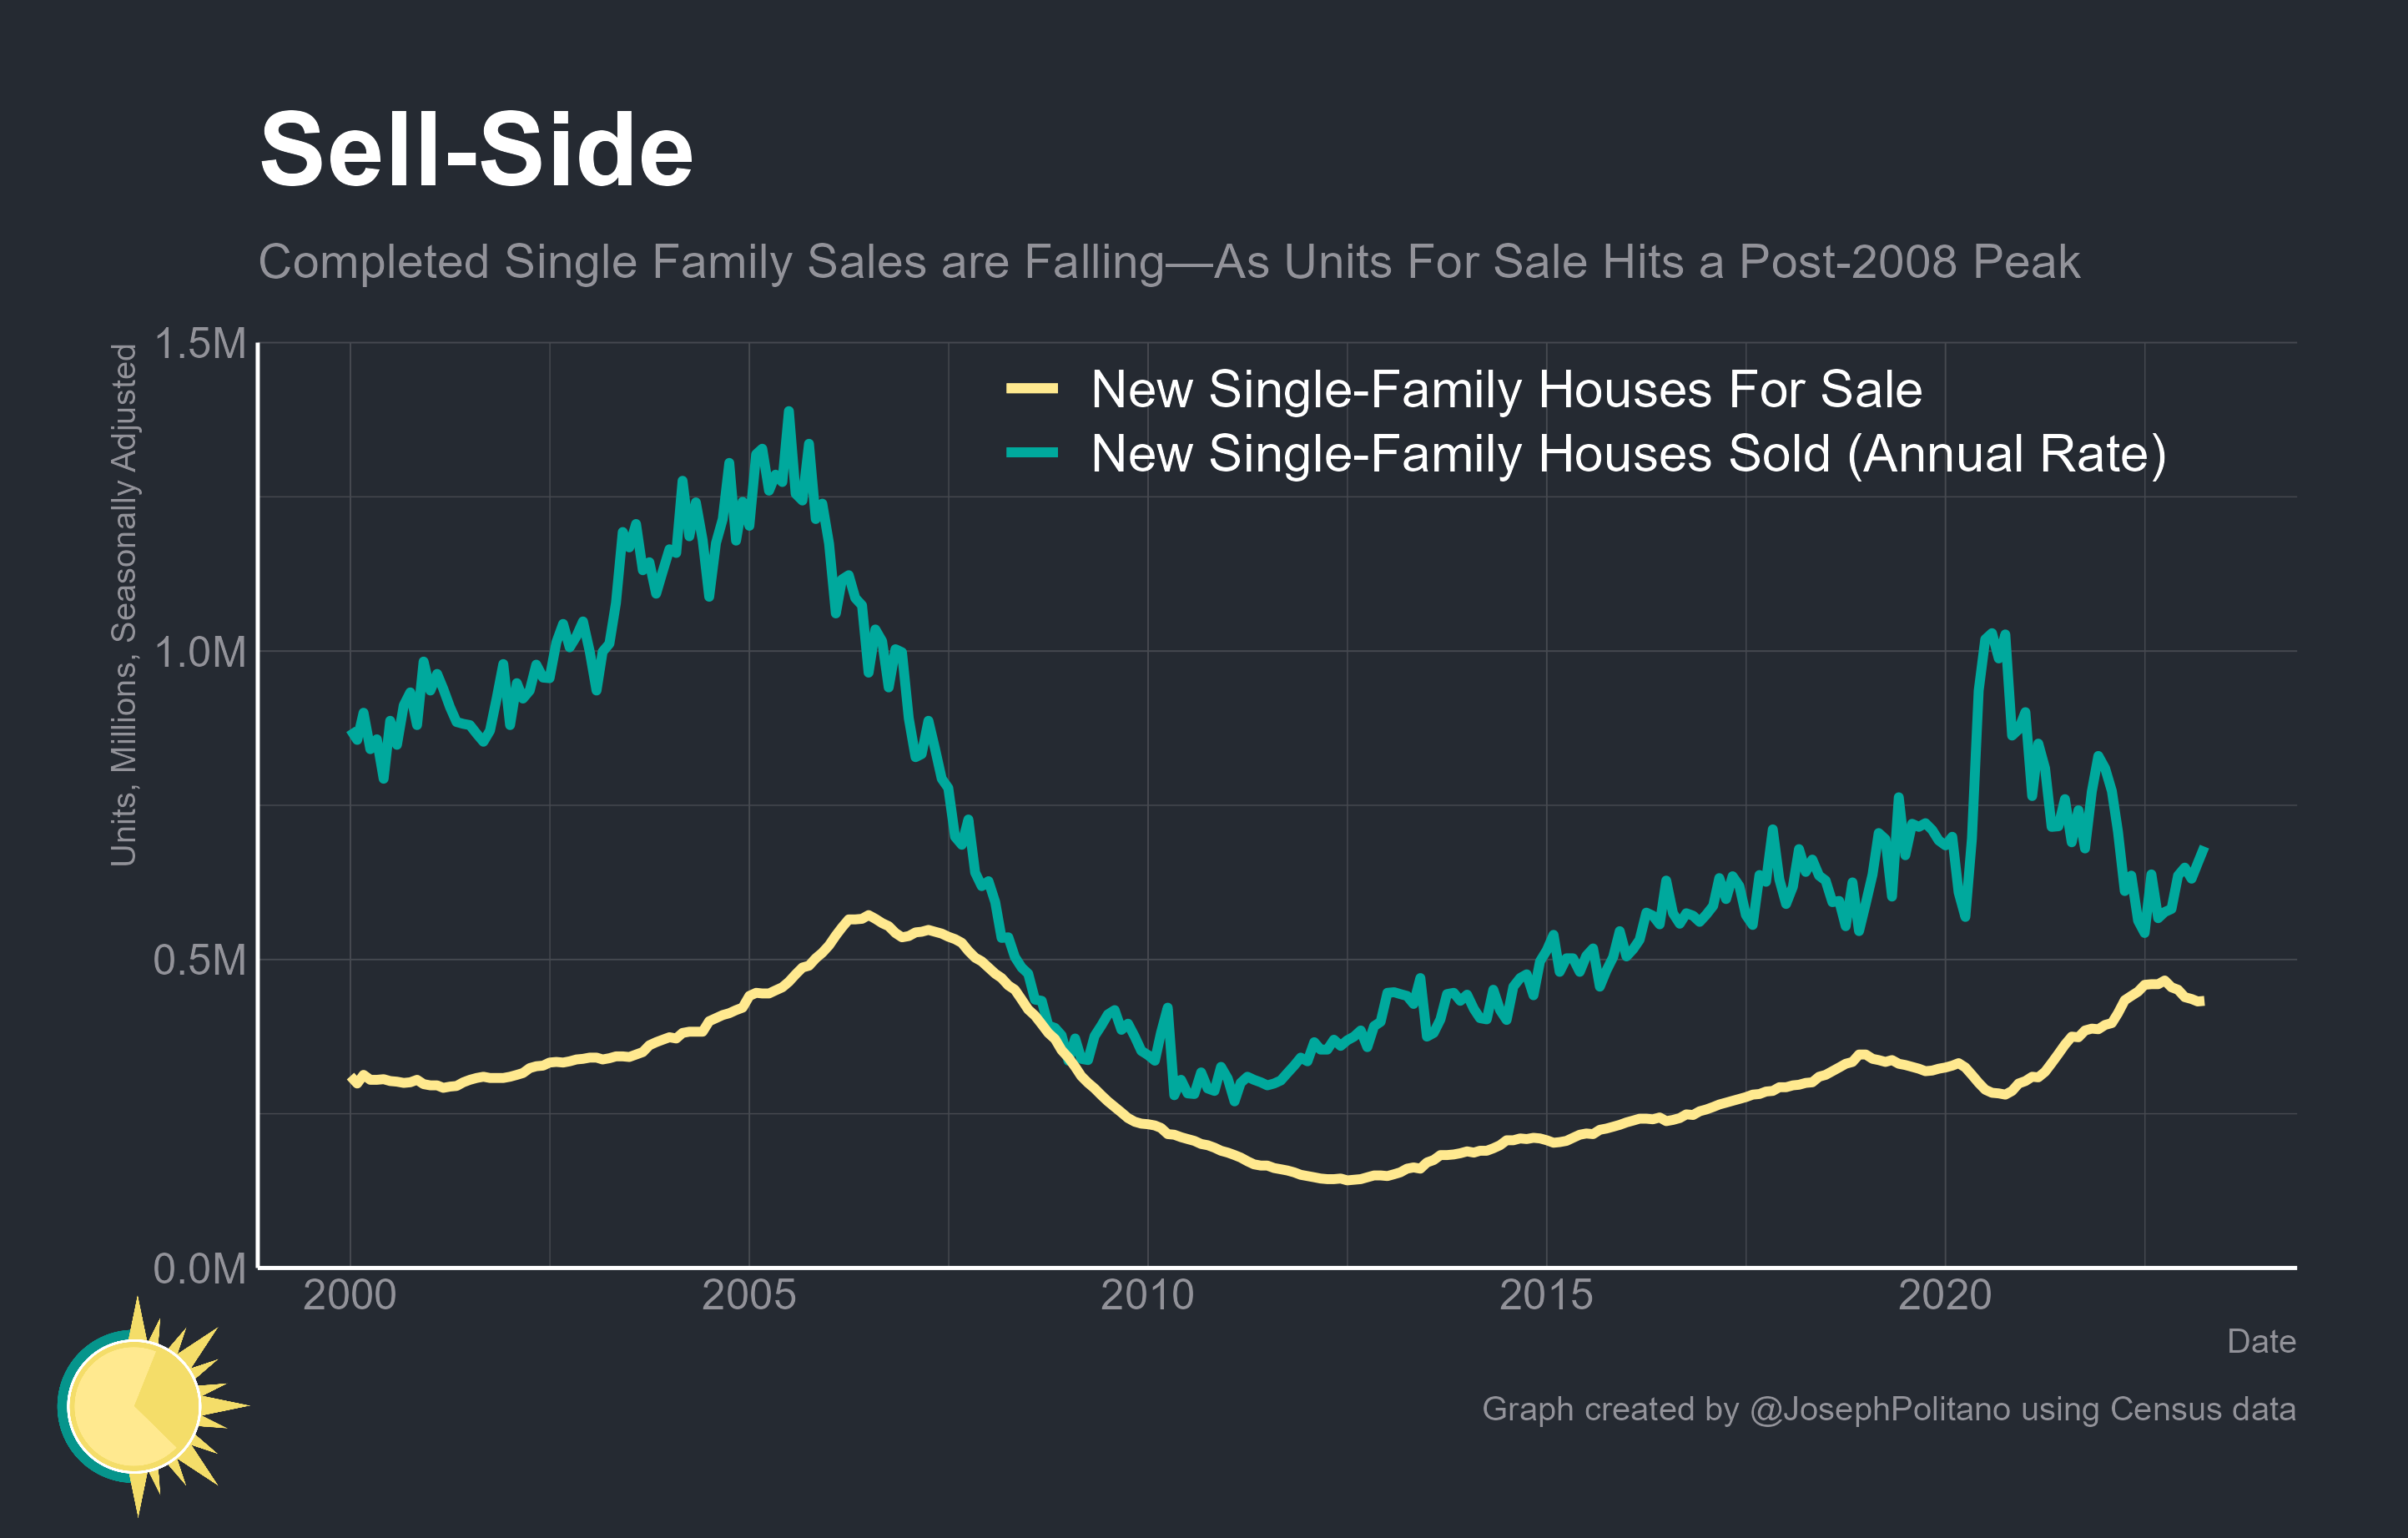 Sell-Side
Completed Single Family Sales are Falling—As Units For Sale Hits a Post-2008 Peak
Units, Millions, Seasonally Adjusted
1.5M
1.0M
0.5M
0.0M
New Single-Family Houses For Sale
New Single-Family Houses Sold (Annual Rate)
2000 2005 2010 2015 2020
Date
Graph created by @JosephPolitano using Census data